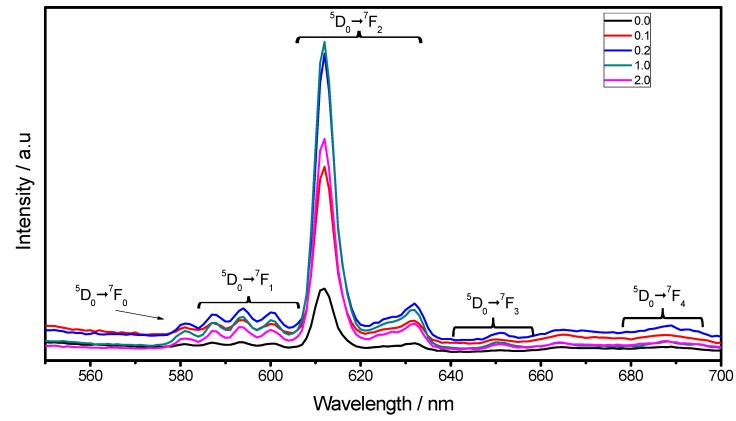 ⁵D₀→⁷F₂
0.0
0.1
0.2
1.0
2.0
Intensity / a.u
⁵D₀→⁷F₀
⁵D₀→⁷F₁
⁵D₀→⁷F₃
⁵D₀→⁷F₄
560 580 600 620 640 660 680 700
Wavelength / nm